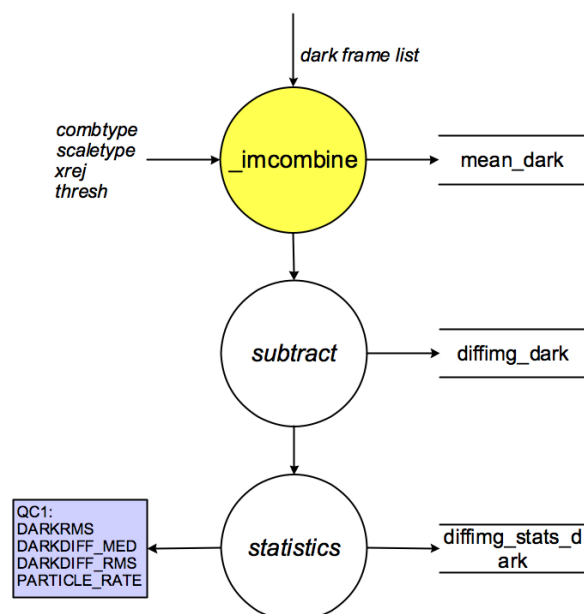 dark frame list
combtype
scaletype
xrej
thresh
_imcombine
mean_dark
subtract
diffimg_dark
QC1:
DARKRMS
DARKDIFF_MED
DARKDIFF_RMS
PARTICLE_RATE
statistics
diffimg_stats_d
ark